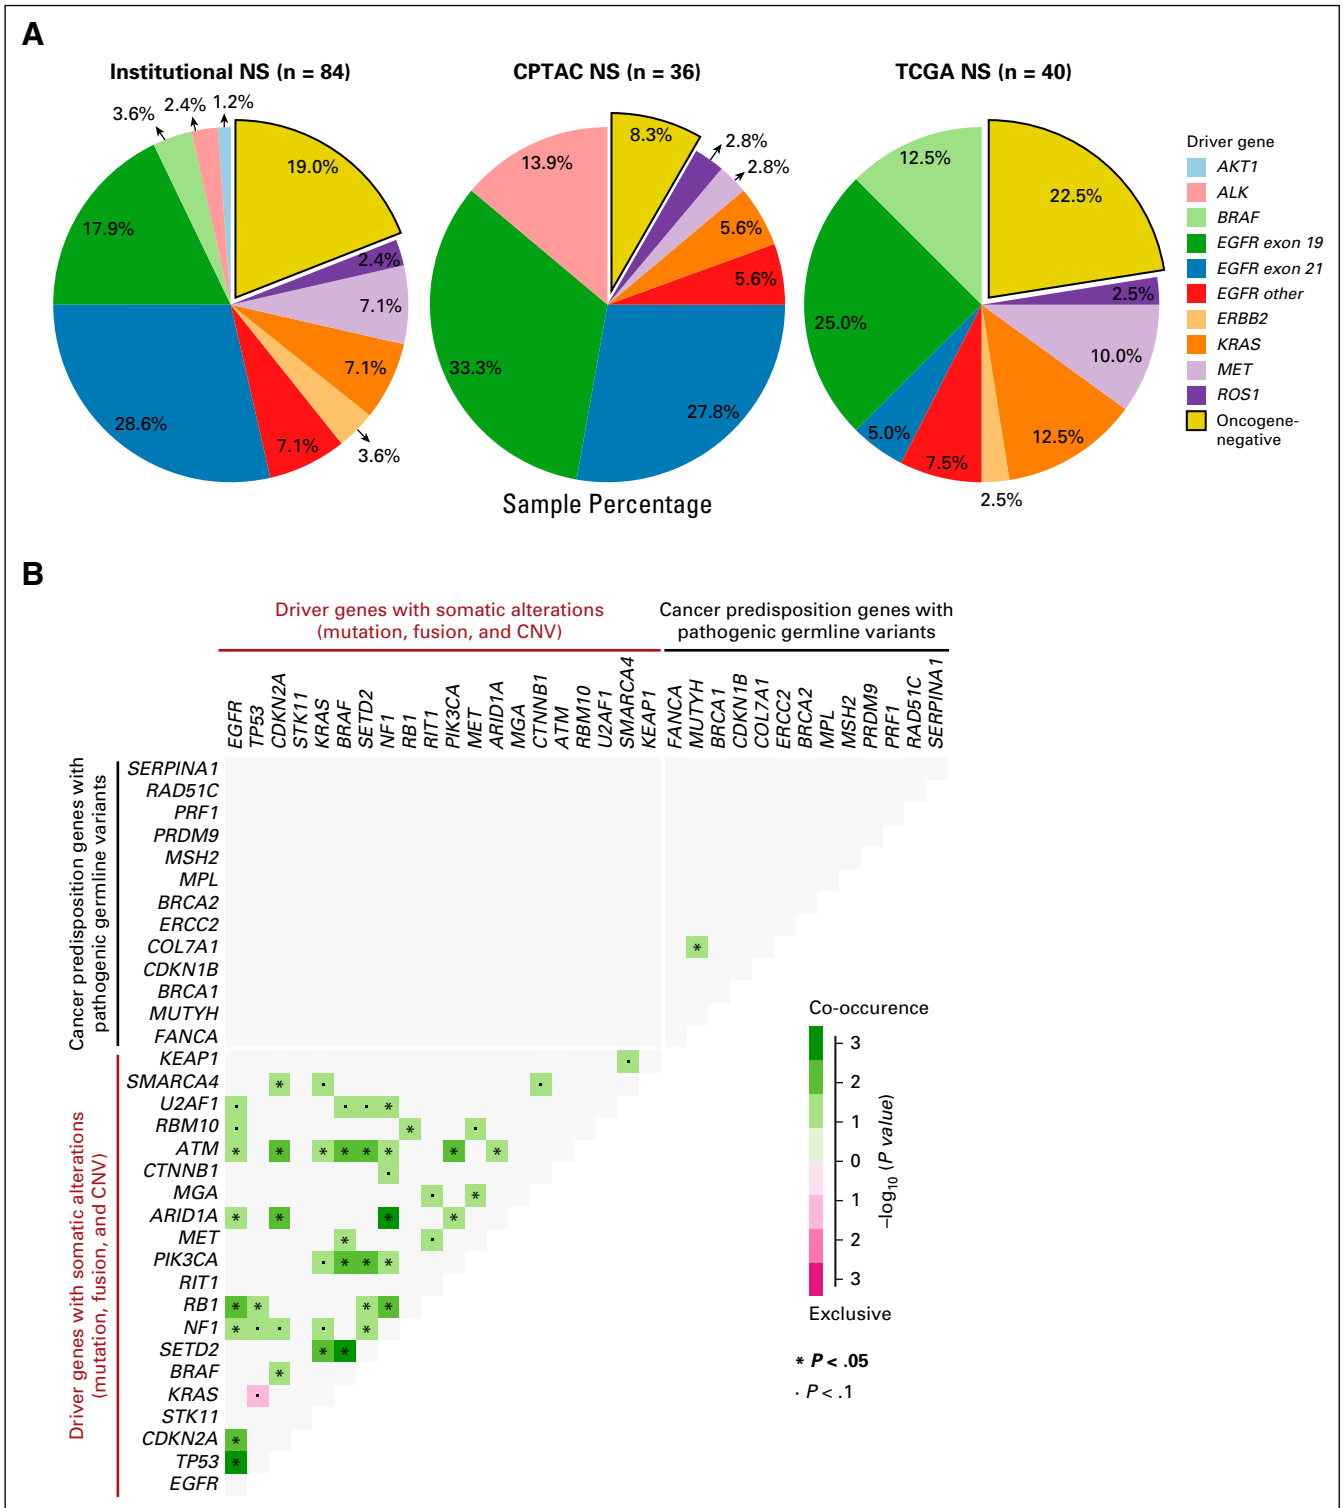 A
Institutional NS (n = 84)
CPTAC NS (n = 36)
TCGA NS (n = 40)
3.6%
2.4%
1.2%
19.0%
2.4%
7.1%
7.1%
3.6%
7.1%
28.6%
17.9%
8.3%
2.8%
2.8%
5.6%
5.6%
27.8%
33.3%
13.9%
22.5%
2.5%
10.0%
12.5%
2.5%
7.5%
5.0%
25.0%
12.5%
Driver gene
AKT1
ALK
BRAF
EGFR exon 19
EGFR exon 21
EGFR other
ERBB2
KRAS
MET
ROS1
Oncogene-
negative
Sample Percentage
B
Driver genes with somatic alterations
(mutation, fusion, and CNV)
Cancer predisposition genes with
pathogenic germline variants
EGFR
TP53
CDKN2A
STK11
KRAS
BRAF
SETD2
NF1
RB1
RIT1
PIK3CA
MET
ARID1A
MGA
CTNNB1
ATM
RBM10
U2AF1
SMARCA4
KEAP1
FANCA
MUTYH
BRCA1
CDKN1B
COL7A1
ERCC2
BRCA2
MPL
MSH2
PRDM9
PRF1
RAD51C
SERPINA1
Cancer predisposition genes with
pathogenic germline variants
SERPINA1
RAD51C
PRF1
PRDM9
MSH2
MPL
BRCA2
ERCC2
COL7A1 *
CDKN1B
BRCA1
MUTYH
FANCA
Driver genes with somatic alterations
(mutation, fusion, and CNV)
KEAP1 ·
SMARCA4 * · ·
U2AF1 · · · *
RBM10 · * ·
ATM * * * * * * * *
CTNNB1 ·
MGA · *
ARID1A * * * *
MET * ·
PIK3CA · * * *
RIT1
RB1 * * * *
NF1 * · · · *
SETD2 * *
BRAF *
KRAS ·
STK11
CDKN2A *
TP53 *
EGFR
Co-occurence
3
2
1
0
1
2
3
–log10 (P value)
Exclusive
* P < .05
· P < .1